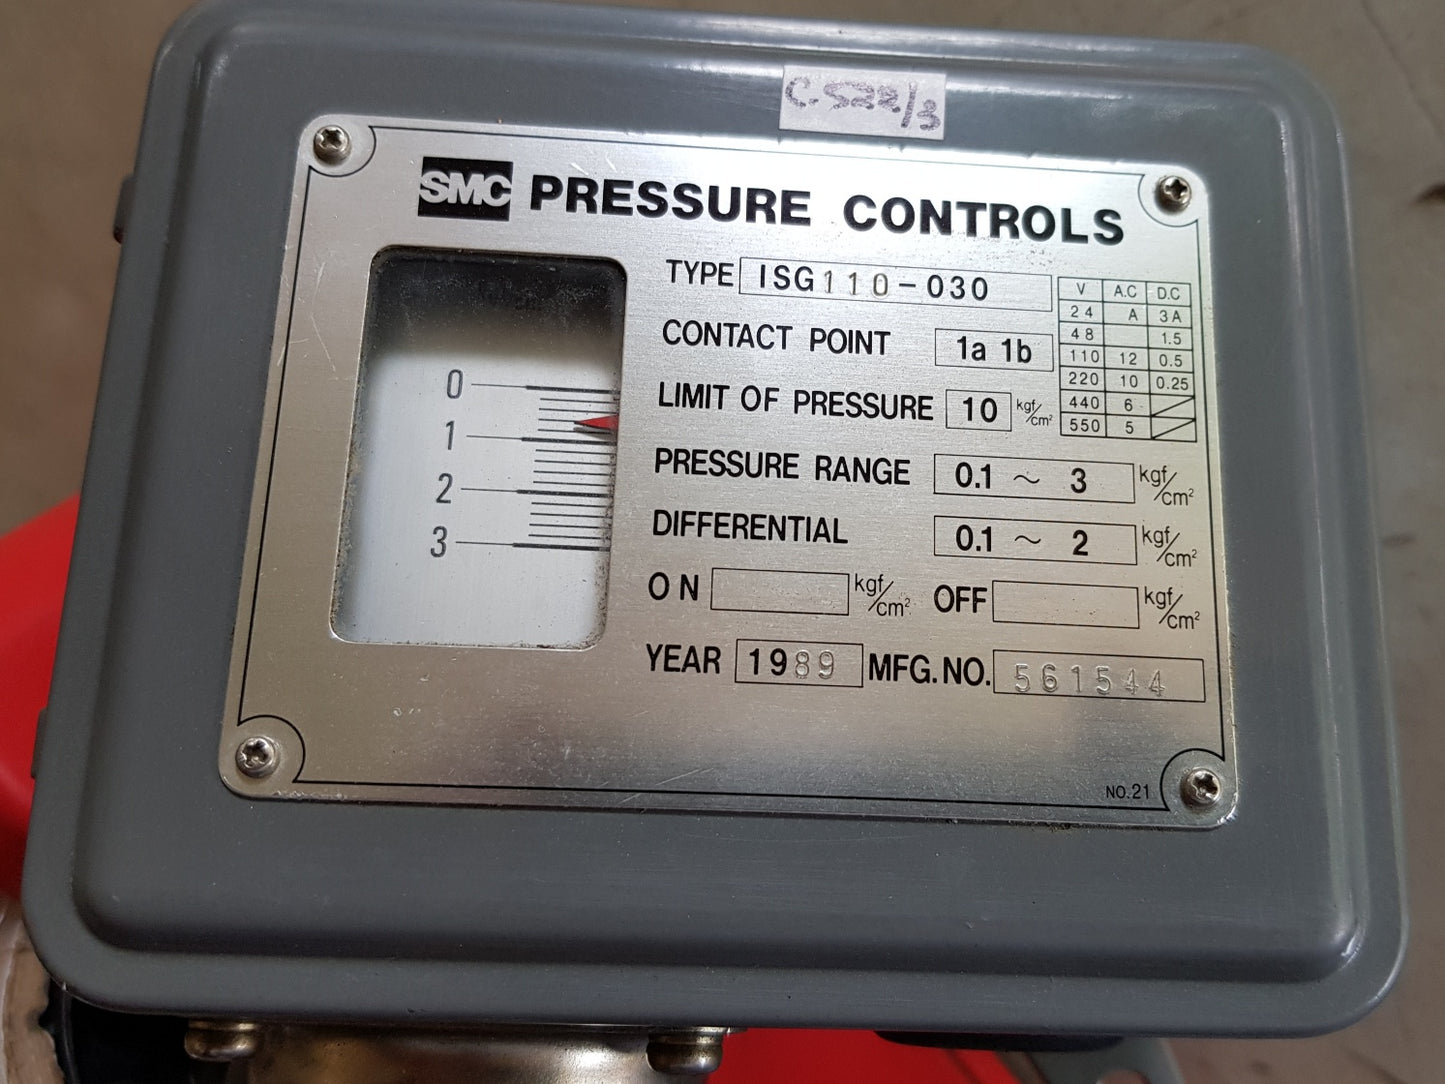 C-522/3
SMC PRESSURE CONTROLS
TYPE ISG110-030
V A.C D.C
24 A 3A
48 1.5
110 12 0.5
220 10 0.25
440 6
550 5
CONTACT POINT 1a 1b
LIMIT OF PRESSURE 10 kgf/cm²
PRESSURE RANGE 0.1 ~ 3 kgf/cm²
DIFFERENTIAL 0.1 ~ 2 kgf/cm²
ON kgf/cm² OFF kgf/cm²
YEAR 1989 MFG.NO. 561544
0
1
2
3
NO.21